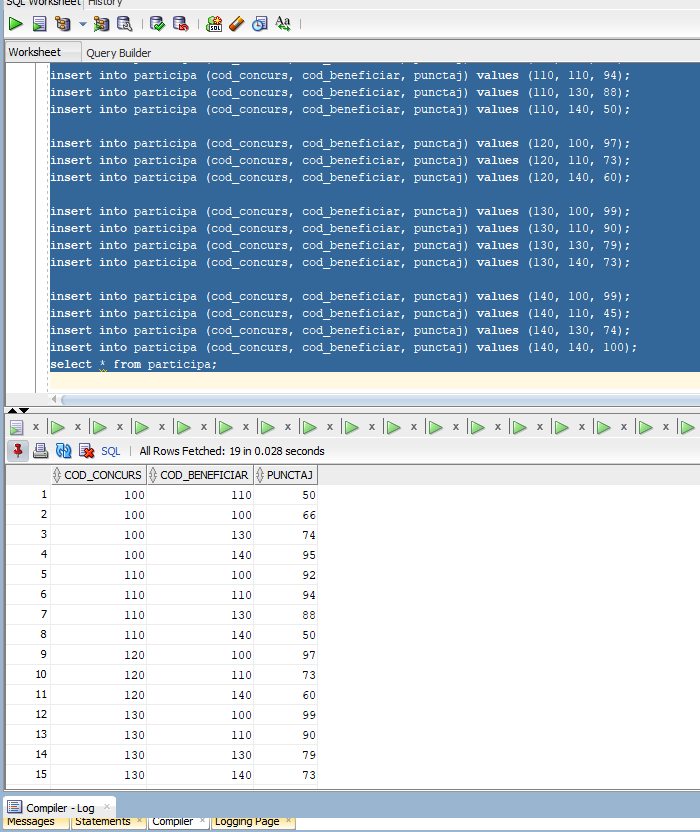 SQL Worksheet History
Worksheet Query Builder
insert into participa (cod_concurs, cod_beneficiar, punctaj) values (110, 110, 94);
insert into participa (cod_concurs, cod_beneficiar, punctaj) values (110, 130, 88);
insert into participa (cod_concurs, cod_beneficiar, punctaj) values (110, 140, 50);
insert into participa (cod_concurs, cod_beneficiar, punctaj) values (120, 100, 97);
insert into participa (cod_concurs, cod_beneficiar, punctaj) values (120, 110, 73);
insert into participa (cod_concurs, cod_beneficiar, punctaj) values (120, 140, 60);
insert into participa (cod_concurs, cod_beneficiar, punctaj) values (130, 100, 99);
insert into participa (cod_concurs, cod_beneficiar, punctaj) values (130, 110, 90);
insert into participa (cod_concurs, cod_beneficiar, punctaj) values (130, 130, 79);
insert into participa (cod_concurs, cod_beneficiar, punctaj) values (130, 140, 73);
insert into participa (cod_concurs, cod_beneficiar, punctaj) values (140, 100, 99);
insert into participa (cod_concurs, cod_beneficiar, punctaj) values (140, 110, 45);
insert into participa (cod_concurs, cod_beneficiar, punctaj) values (140, 130, 74);
insert into participa (cod_concurs, cod_beneficiar, punctaj) values (140, 140, 100);
select * from participa;
SQL | All Rows Fetched: 19 in 0.028 seconds
COD_CONCURS COD_BENEFICIAR PUNCTAJ
1 100 110 50
2 100 100 66
3 100 130 74
4 100 140 95
5 110 100 92
6 110 110 94
7 110 130 88
8 110 140 50
9 120 100 97
10 120 110 73
11 120 140 60
12 130 100 99
13 130 110 90
14 130 130 79
15 130 140 73
Compiler - Log
Messages Statements Compiler Logging Page